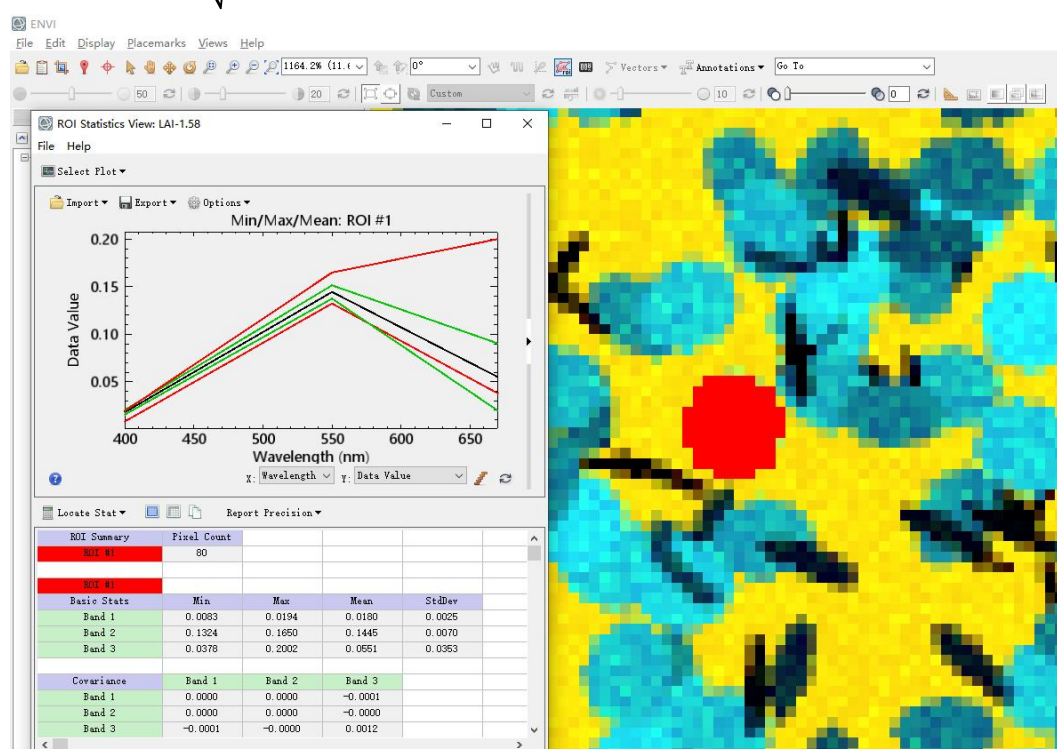 ENVI
File Edit Display Placemarks Views Help
1164.2% (11.€ 0° Vectors Annotations Go To
50 20 Custom 10 0
ROI Statistics View: LAI-1.58
File Help
Select Plot
Import Export Options
Min/Max/Mean: ROI #1
0.20
0.15
0.10
0.05
Data Value
400 450 500 550 600 650
Wavelength (nm)
X: Wavelength Y: Data Value
Locate Stat Report Precision
ROI Summary Pixel Count
ROI #1 80
ROI #1
Basic Stats Min Max Mean StdDev
Band 1 0.0083 0.0194 0.0180 0.0025
Band 2 0.1324 0.1650 0.1445 0.0070
Band 3 0.0378 0.2002 0.0551 0.0353
Covariance Band 1 Band 2 Band 3
Band 1 0.0000 0.0000 -0.0001
Band 2 0.0000 0.0000 -0.0000
Band 3 -0.0001 -0.0000 0.0012